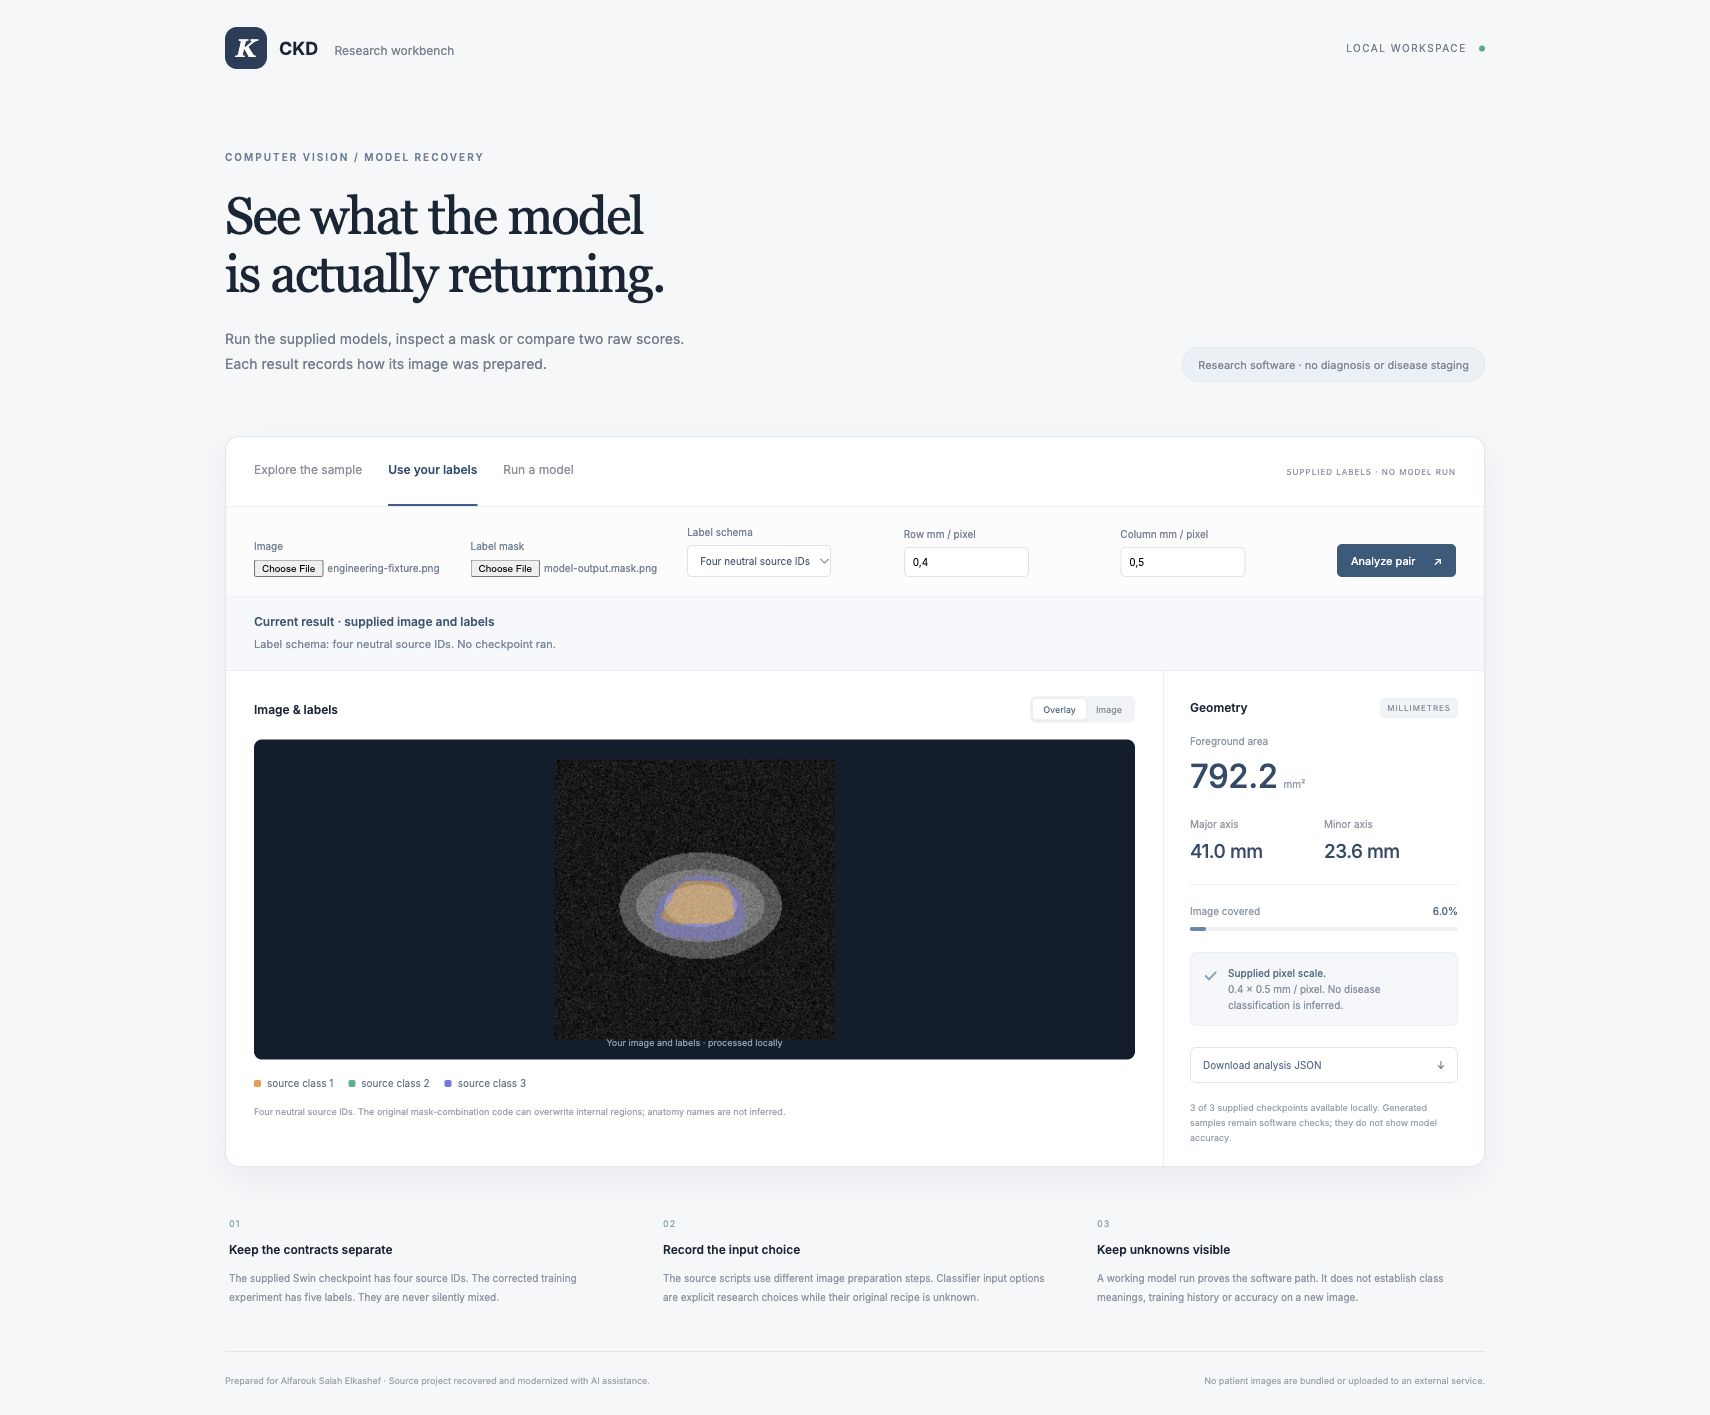 K CKD Research workbench
LOCAL WORKSPACE
COMPUTER VISION / MODEL RECOVERY
See what the model
is actually returning.
Run the supplied models, inspect a mask or compare two raw scores.
Each result records how its image was prepared.
Research software · no diagnosis or disease staging
Explore the sample Use your labels Run a model
SUPPLIED LABELS · NO MODEL RUN
Image
Choose File engineering-fixture.png
Label mask
Choose File model-output.mask.png
Label schema
Four neutral source IDs
Row mm / pixel
0,4
Column mm / pixel
0,5
Analyze pair ↗
Current result · supplied image and labels
Label schema: four neutral source IDs. No checkpoint ran.
Image & labels
Overlay Image
Your image and labels · processed locally
source class 1 source class 2 source class 3
Four neutral source IDs. The original mask-combination code can overwrite internal regions; anatomy names are not inferred.
Geometry
MILLIMETRES
Foreground area
792.2 mm²
Major axis
41.0 mm
Minor axis
23.6 mm
Image covered 6.0%
Supplied pixel scale.
0.4 × 0.5 mm / pixel. No disease
classification is inferred.
Download analysis JSON ↓
3 of 3 supplied checkpoints available locally. Generated
samples remain software checks; they do not show model
accuracy.
01
Keep the contracts separate
The supplied Swin checkpoint has four source IDs. The corrected training
experiment has five labels. They are never silently mixed.
02
Record the input choice
The source scripts use different image preparation steps. Classifier input options
are explicit research choices while their original recipe is unknown.
03
Keep unknowns visible
A working model run proves the software path. It does not establish class
meanings, training history or accuracy on a new image.
Prepared for Alfarouk Salah Elkashef · Source project recovered and modernized with AI assistance.
No patient images are bundled or uploaded to an external service.